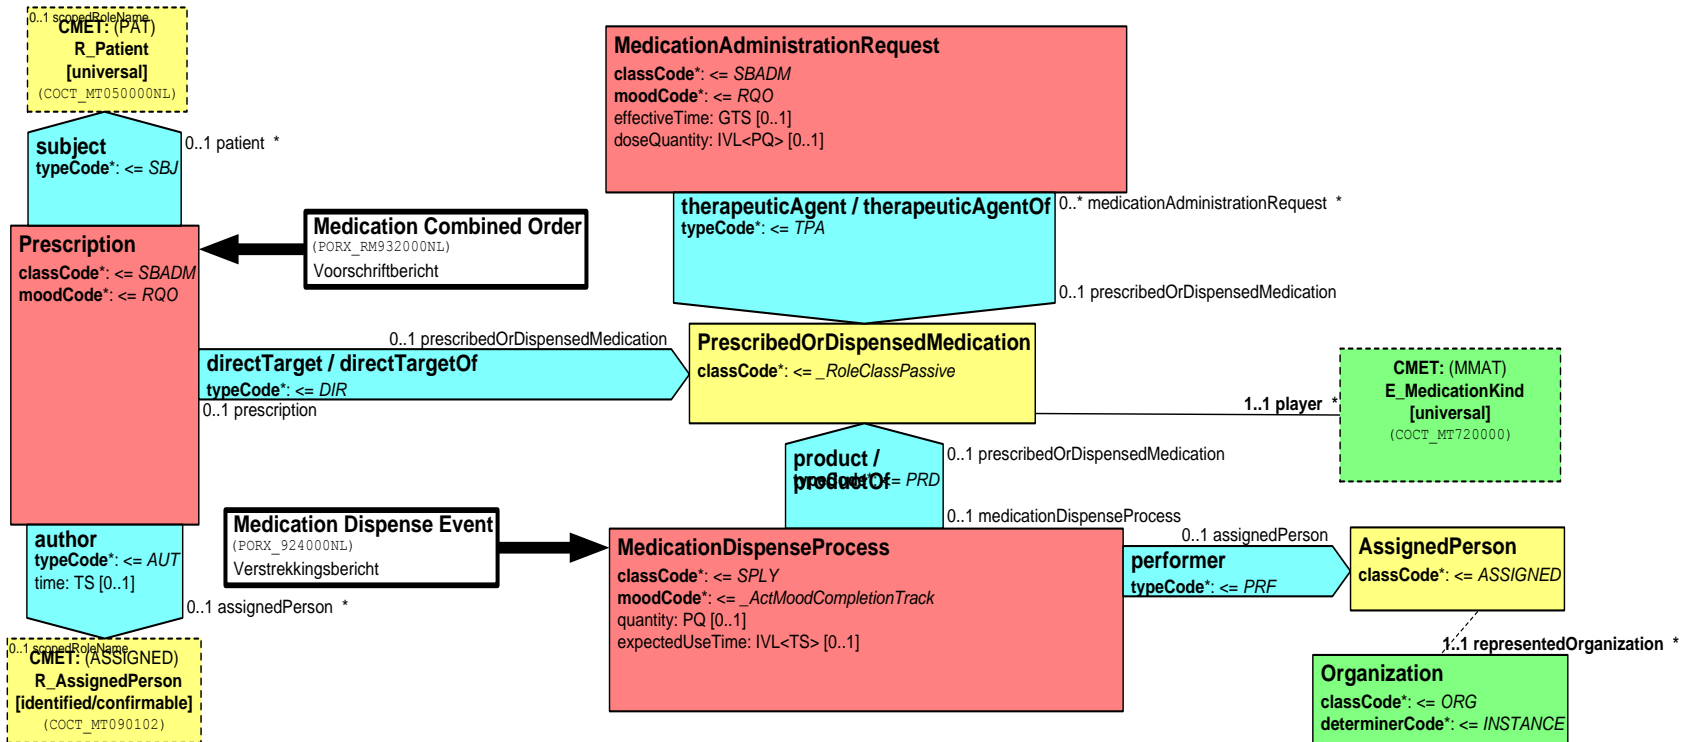 0..1 scopedRoleName
CMET: (PAT)
R_Patient
[universal]
(COCT_MT050000NL)
subject
typeCode*: <= SBJ
0..1 patient *
Prescription
classCode*: <= SBADM
moodCode*: <= RQO
Medication Combined Order
(PORX_RM932000NL)
Voorschriftbericht
MedicationAdministrationRequest
classCode*: <= SBADM
moodCode*: <= RQO
effectiveTime: GTS [0..1]
doseQuantity: IVL<PQ> [0..1]
therapeuticAgent / therapeuticAgentOf
typeCode*: <= TPA
0..* medicationAdministrationRequest *
0..1 prescribedOrDispensedMedication
0..1 prescribedOrDispensedMedication
directTarget / directTargetOf
typeCode*: <= DIR
0..1 prescription
PrescribedOrDispensedMedication
classCode*: <= _RoleClassPassive
1..1 player *
CMET: (MMAT)
E_MedicationKind
[universal]
(COCT_MT720000)
product /
productOf
typeCode*: <= PRD
0..1 prescribedOrDispensedMedication
0..1 medicationDispenseProcess
author
typeCode*: <= AUT
time: TS [0..1]
0..1 assignedPerson *
0..1 scopedRoleName
CMET: (ASSIGNED)
R_AssignedPerson
[identified/confirmable]
(COCT_MT090102)
Medication Dispense Event
(PORX_924000NL)
Verstrekkingsbericht
MedicationDispenseProcess
classCode*: <= SPLY
moodCode*: <= _ActMoodCompletionTrack
quantity: PQ [0..1]
expectedUseTime: IVL<TS> [0..1]
0..1 assignedPerson
performer
typeCode*: <= PRF
AssignedPerson
classCode*: <= ASSIGNED
1..1 representedOrganization *
Organization
classCode*: <= ORG
determinerCode*: <= INSTANCE